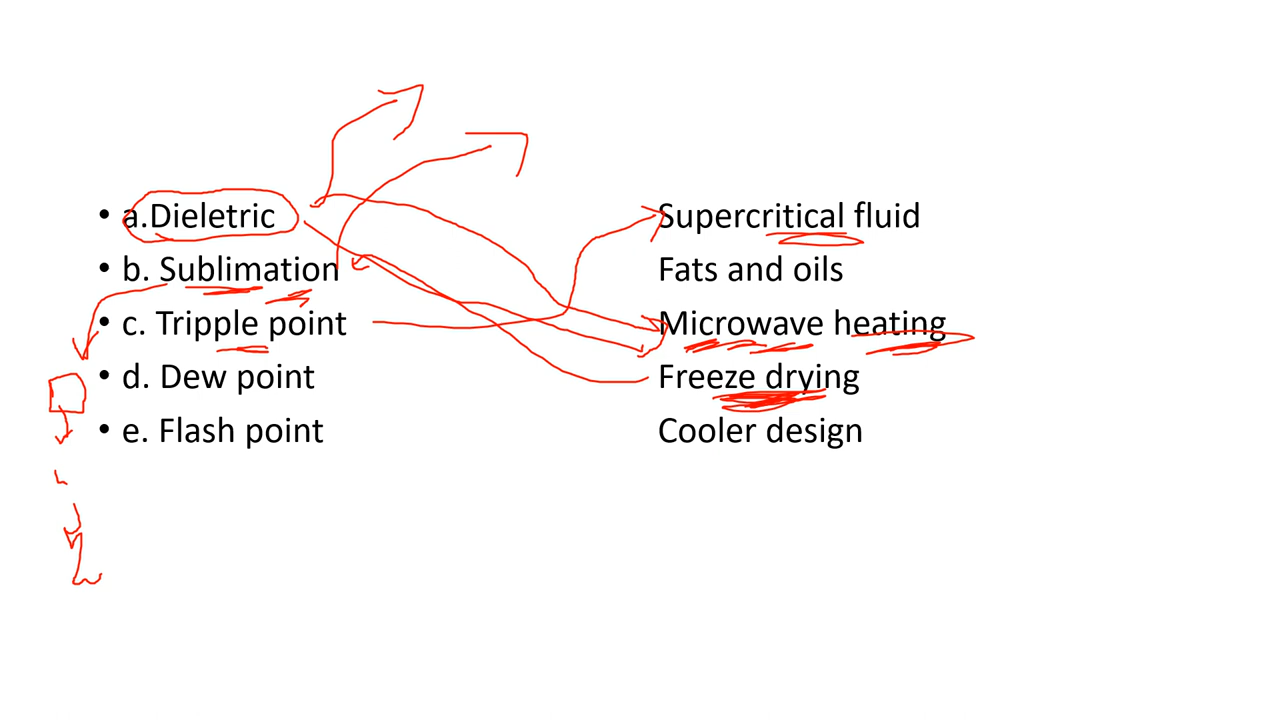 • a.Dieletric Supercritical fluid
• b. Sublimation Fats and oils
• c. Tripple point Microwave heating
• d. Dew point Freeze drying
• e. Flash point Cooler design